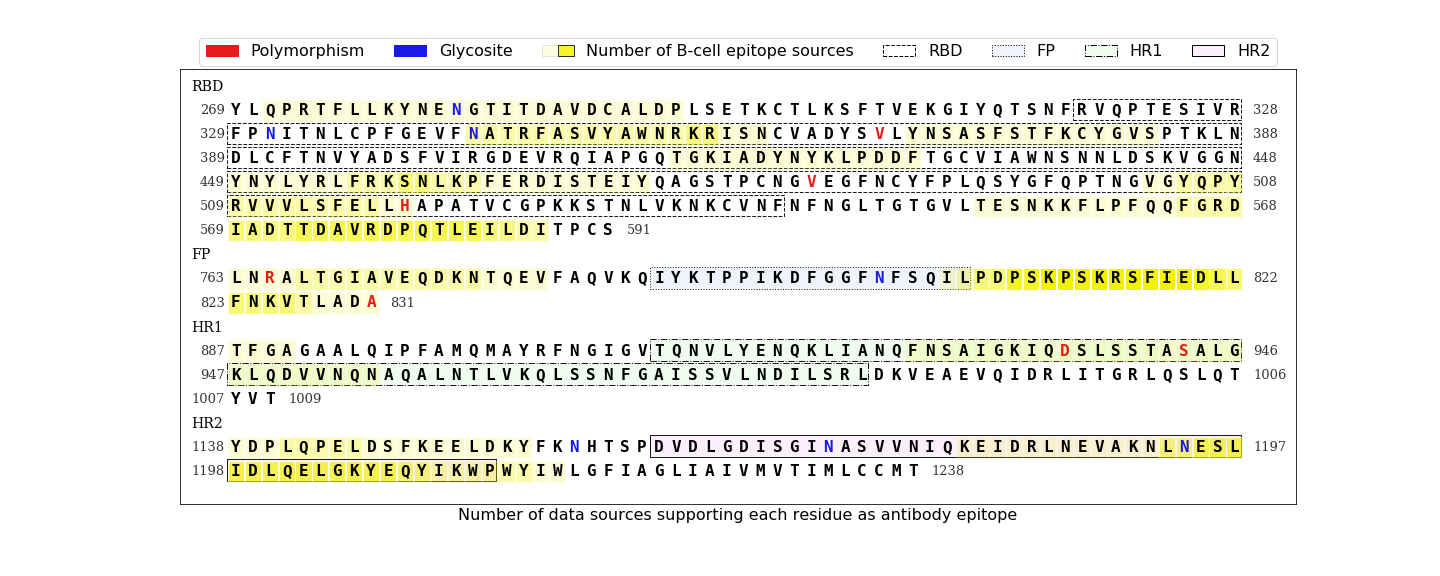 Polymorphism Glycosite Number of B-cell epitope sources RBD FP HR1 HR2
RBD
269 YLQPRTFLLKYNENGTITDAVDCALDPLSETKCTLKSFTVEKGIYQTSNFRVQPTESIVR 328
329 FPNITNLCPFGEVFNATRFASVYAWNRKRISNCVADYSVLYNSASFSTFKCYGVSPTKLN 388
389 DLCFTNVYADSFVIRGDEVRQIAPGQTGKIADYNYKLPDDFTGCVIAWNSNNLDSKVGGN 448
449 YNYLYRLFRKSNLKPFERDISTEIYQAGSTPCNGVEGFNCYFPLQSYGFQPTNGVGYQPY 508
509 RVVVLSFELLHAPATVCGPKKSTNLVKNKCVNFNFNGLTGTGVLTESNKKFLPFQQFGRD 568
569 IADTTDAVRDPQTLEILDITPCS 591
FP
763 LNRALTGIAVEQDKNTQEVFAQVKQIYKTPPIKDFGGFNFSQILPDPSKPSKRSFIEDLL 822
823 FNKVTLADA 831
HR1
887 TFGAGAALQIPFAMQMAYRFNGIGVTQNVLYENQKLIANQFNSAIGKIQDSLSSTASALG 946
947 KLQDVVNQNAQALNTLVKQLSSNFGAISSVLNDILSRLDKVEAEVQIDRLITGRLQSLQT 1006
1007 YVT 1009
HR2
1138 YDPLQPELDSFKEELDKYFKNHTSPDVDLGDISGINASVVNIQKEIDRLNEVAKNLNESL 1197
1198 IDLQELGKYEQYIKWPWYIWLGFIAGLIAIVMVTIMLCCMT 1238
Number of data sources supporting each residue as antibody epitope